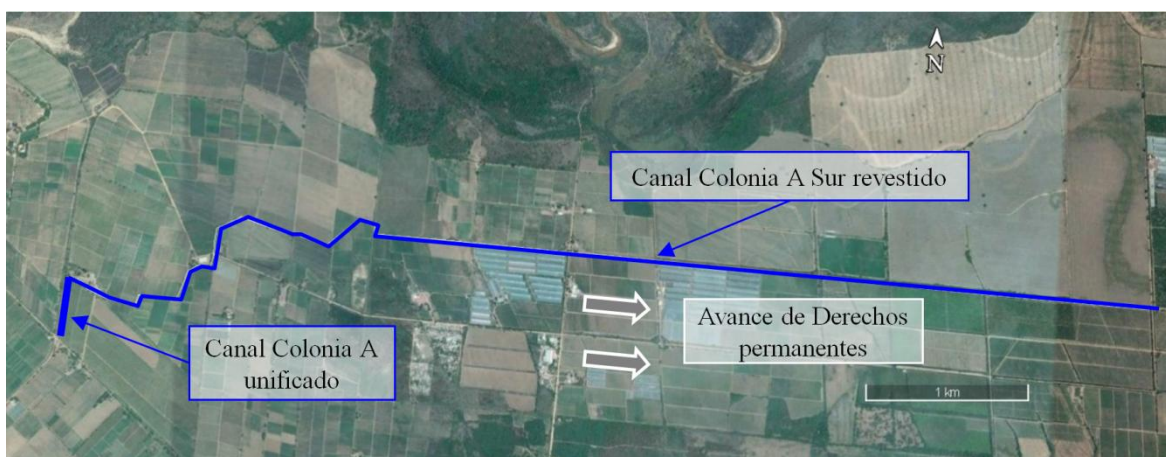 N
Canal Colonia A Sur revestido
Canal Colonia A
unificado
Avance de Derechos
permanentes
1 km